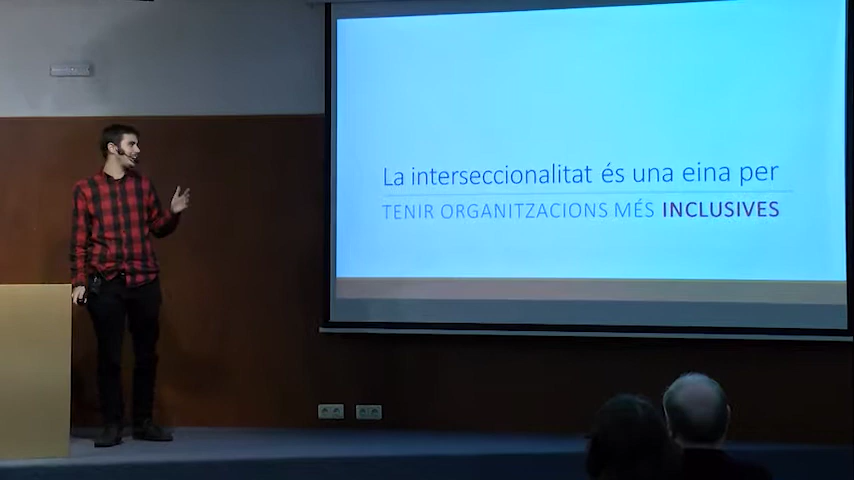 La interseccionalitat és una eina per
TENIR ORGANITZACIONS MÉS INCLUSIVES